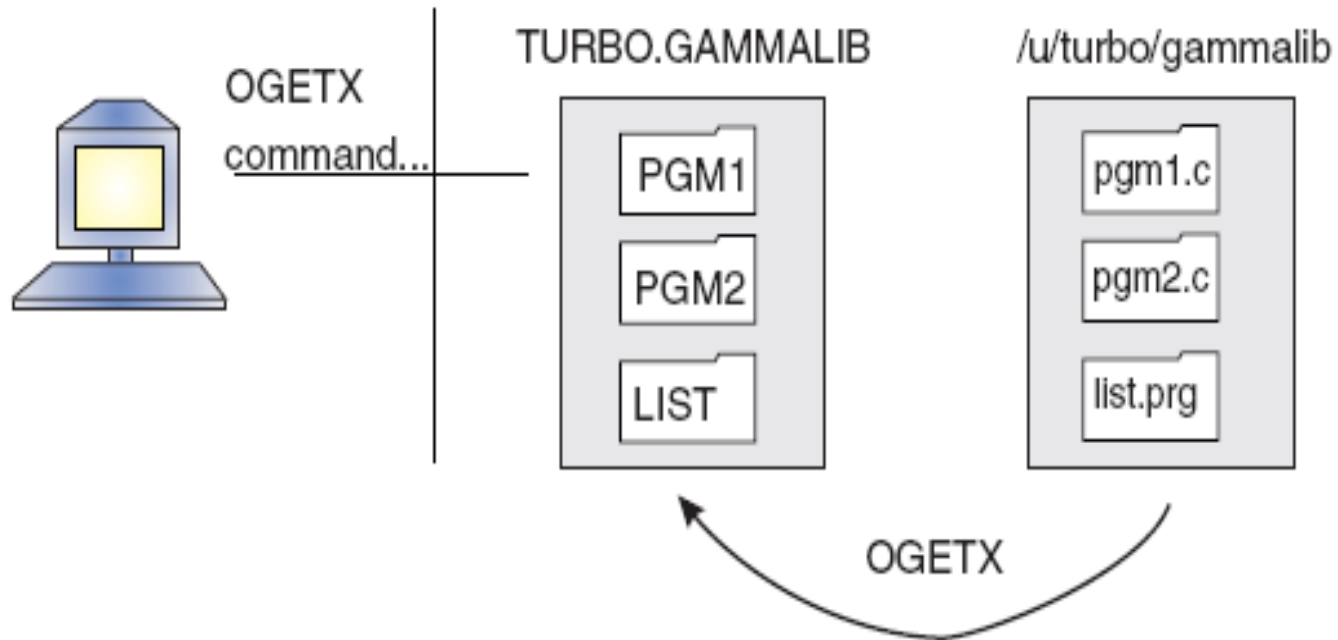 OGETX
command...
TURBO.GAMMALIB
PGM1
PGM2
LIST
/u/turbo/gammalib
pgm1.c
pgm2.c
list.prg
OGETX